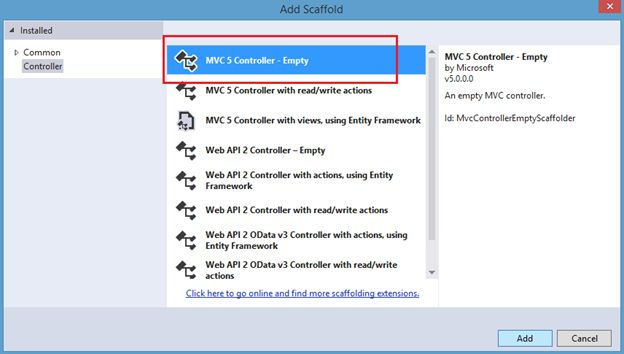 Add Scaffold
Installed
Common
Controller
MVC 5 Controller - Empty
MVC 5 Controller with read/write actions
MVC 5 Controller with views, using Entity Framework
Web API 2 Controller – Empty
Web API 2 Controller with actions, using Entity
Framework
Web API 2 Controller with read/write actions
Web API 2 OData v3 Controller with actions, using
Entity Framework
Web API 2 OData v3 Controller with read/write
actions
Click here to go online and find more scaffolding extensions.
MVC 5 Controller - Empty
by Microsoft
v5.0.0.0
An empty MVC controller.
Id: MvcControllerEmptyScaffolder
Add
Cancel